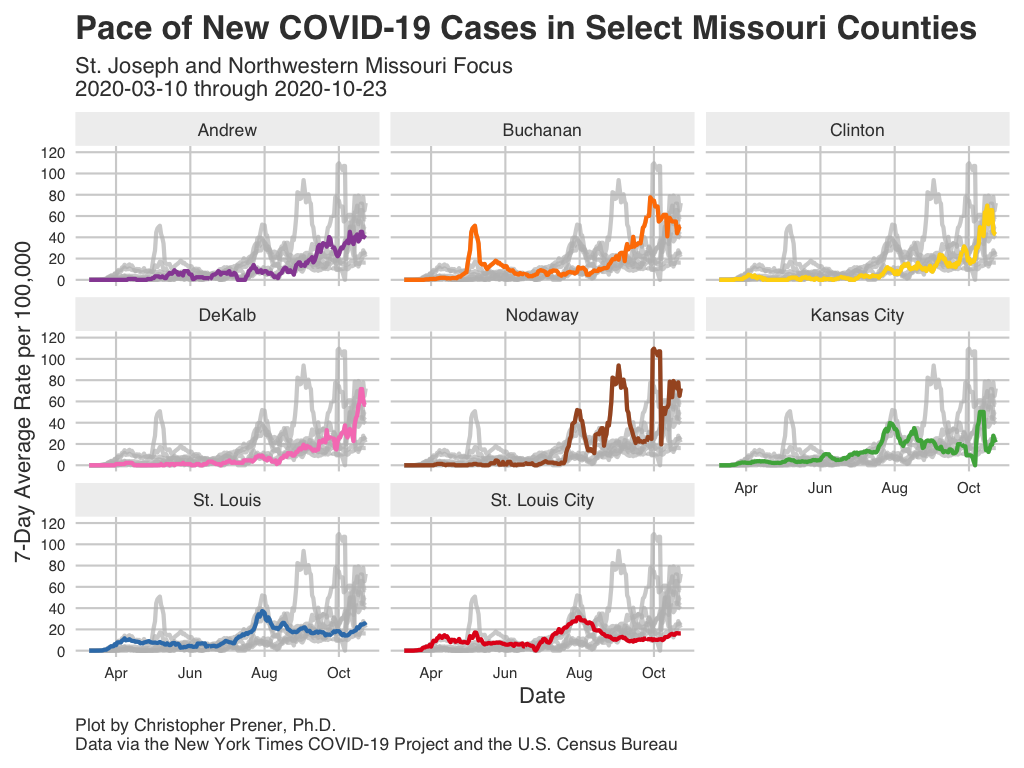 Pace of New COVID-19 Cases in Select Missouri Counties
St. Joseph and Northwestern Missouri Focus
2020-03-10 through 2020-10-23
Andrew
Buchanan
Clinton
120
100
80
60
40
20
0
DeKalb
Nodaway
Kansas City
120
100
80
60
40
20
0
Apr
Jun
Aug
Oct
St. Louis
St. Louis City
120
100
80
60
40
20
0
Apr
Jun
Aug
Oct
Apr
Jun
Aug
Oct
7-Day Average Rate per 100,000
Date
Plot by Christopher Prener, Ph.D.
Data via the New York Times COVID-19 Project and the U.S. Census Bureau